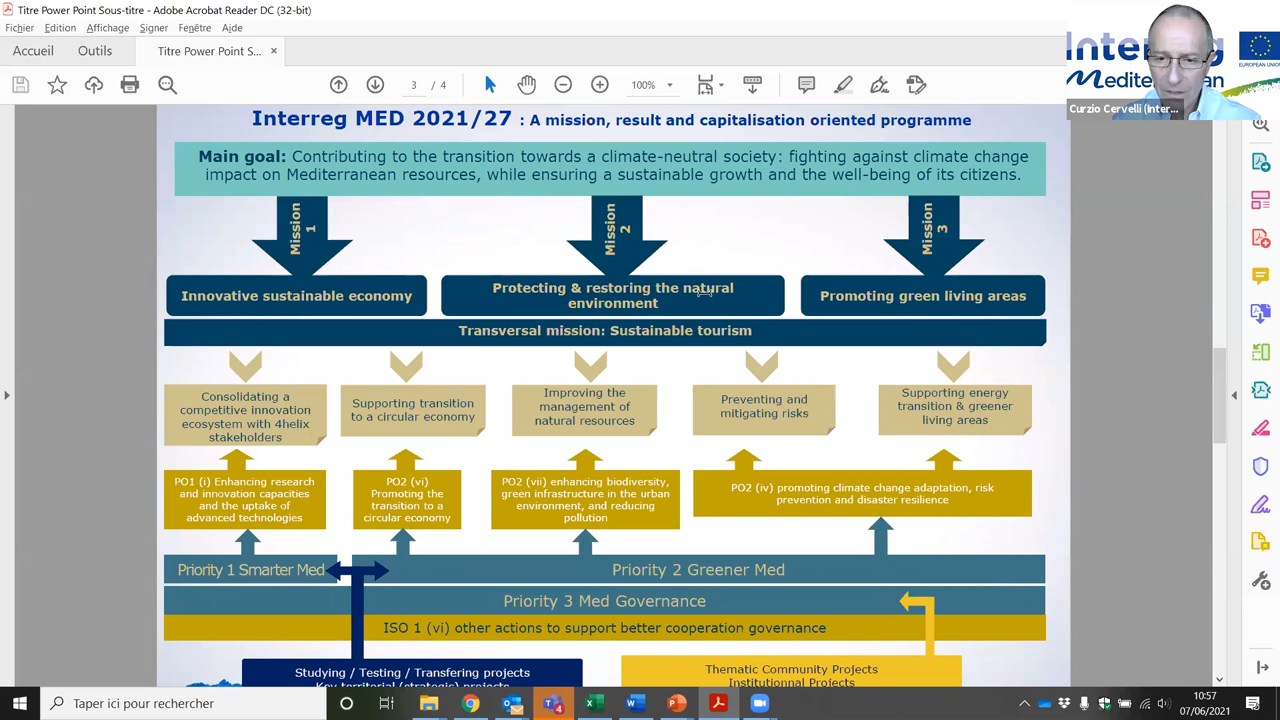 Titre Power Point Sous-titre - Adobe Acrobat Reader DC (32-bit)
Fichier Edition Affichage Signer Fenêtre Aide
Accueil Outils Titre Power Point S... ×
3 / 4 100%
Interreg
EUROPEAN UNION
Mediterranean
Curzio Cervelli (Inter...
Interreg MED 2021/27 : A mission, result and capitalisation oriented programme
Main goal: Contributing to the transition towards a climate-neutral society: fighting against climate change
impact on Mediterranean resources, while ensuring a sustainable growth and the well-being of its citizens.
Mission
1
Mission
2
Mission
3
Innovative sustainable economy
Protecting & restoring the natural
environment
Promoting green living areas
Transversal mission: Sustainable tourism
Consolidating a
competitive innovation
ecosystem with 4helix
stakeholders
Supporting transition
to a circular economy
Improving the
management of
natural resources
Preventing and
mitigating risks
Supporting energy
transition & greener
living areas
PO1 (i) Enhancing research
and innovation capacities
and the uptake of
advanced technologies
PO2 (vi)
Promoting the
transition to a
circular economy
PO2 (vii) enhancing biodiversity,
green infrastructure in the urban
environment, and reducing
pollution
PO2 (iv) promoting climate change adaptation, risk
prevention and disaster resilience
Priority 1 Smarter Med
Priority 2 Greener Med
Priority 3 Med Governance
ISO 1 (vi) other actions to support better cooperation governance
Studying / Testing / Transfering projects
Key territorial (strategic) projects
Thematic Community Projects
Institutionnal Projects
Taper ici pour rechercher
4
10:57
07/06/2021